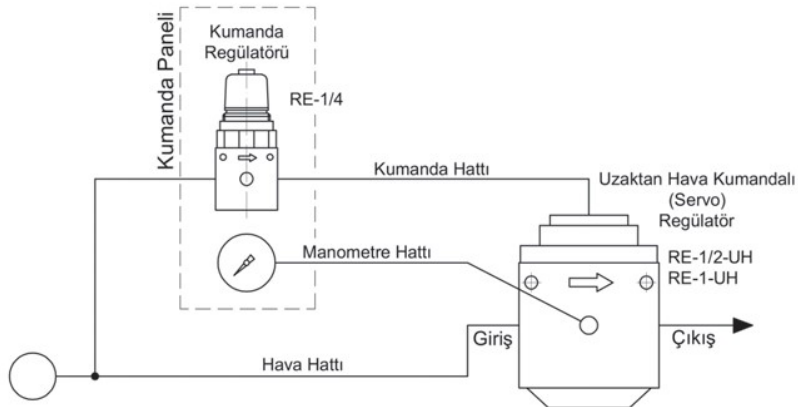 Kumanda Paneli
Kumanda
Regülatörü
RE-1/4
Kumanda Hattı
Uzaktan Hava Kumandalı
(Servo)
Regülatör
Manometre Hattı
RE-1/2-UH
RE-1-UH
Giriş
Çıkış
Hava Hattı